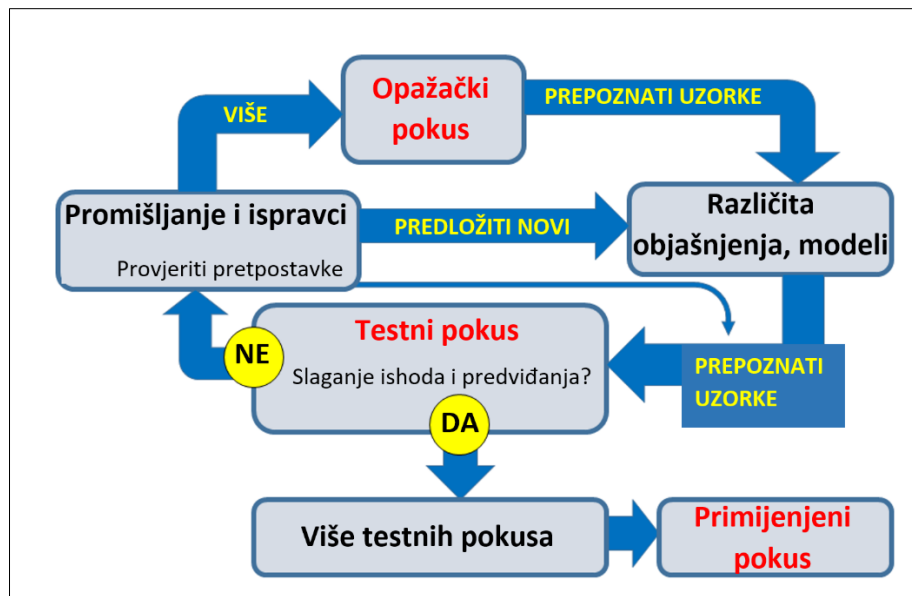 Opažački
pokus
PREPOZNATI UZORKE
VIŠE
Promišljanje i ispravci
Provjeriti pretpostavke
PREDLOŽITI NOVI
Različita
objašnjenja, modeli
Testni pokus
Slaganje ishoda i predviđanja?
NE
PREPOZNATI
UZORKE
DA
Više testnih pokusa
Primijenjeni
pokus